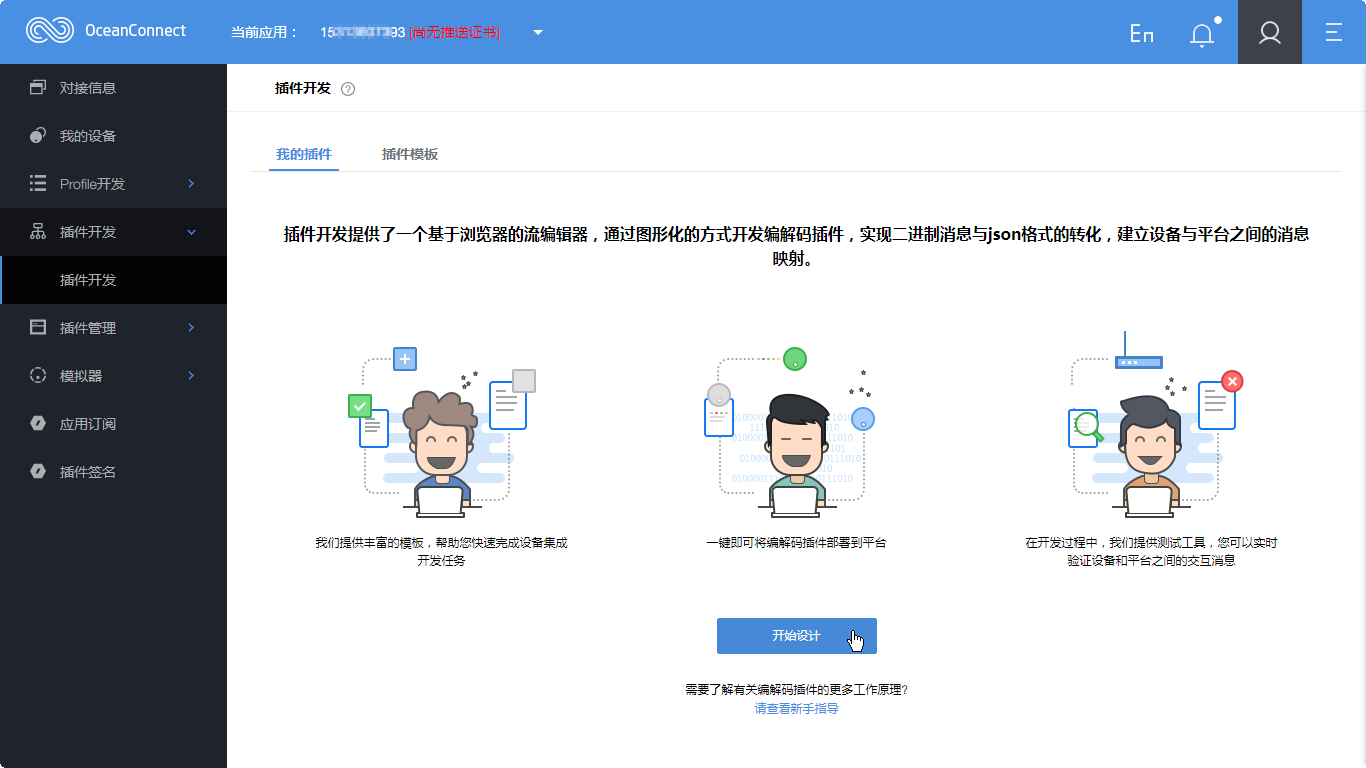 OceanConnect
当前应用： 15 93 [尚无推送证书]
En
对接信息
我的设备
Profile开发
插件开发
插件开发
插件管理
模拟器
应用订阅
插件签名
插件开发 ?
我的插件 插件模板
插件开发提供了一个基于浏览器的流编辑器，通过图形化的方式开发编解码插件，实现二进制消息与json格式的转化，建立设备与平台之间的消息
映射。
我们提供丰富的模板，帮助您快速完成设备集成
开发任务
一键即可将编解码插件部署到平台
在开发过程中，我们提供测试工具，您可以实时
验证设备和平台之间的交互消息
开始设计
需要了解有关编解码插件的更多工作原理?
请查看新手指导